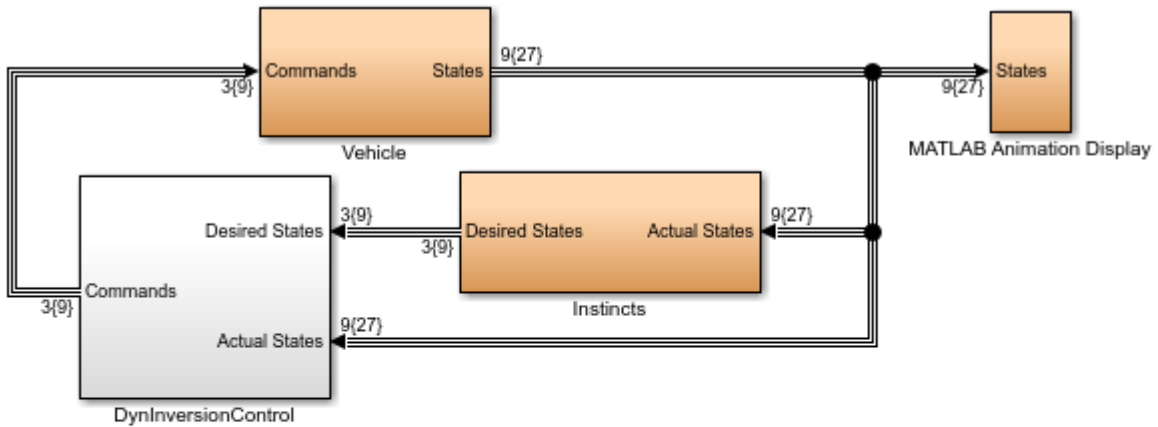 9{27}
Commands
States
States
3{9}
9{27}
Vehicle
MATLAB Animation Display
3{9}
9{27}
Desired States
Desired States
Actual States
3{9}
Commands
3{9}
Instincts
9{27}
Actual States
DynInversionControl